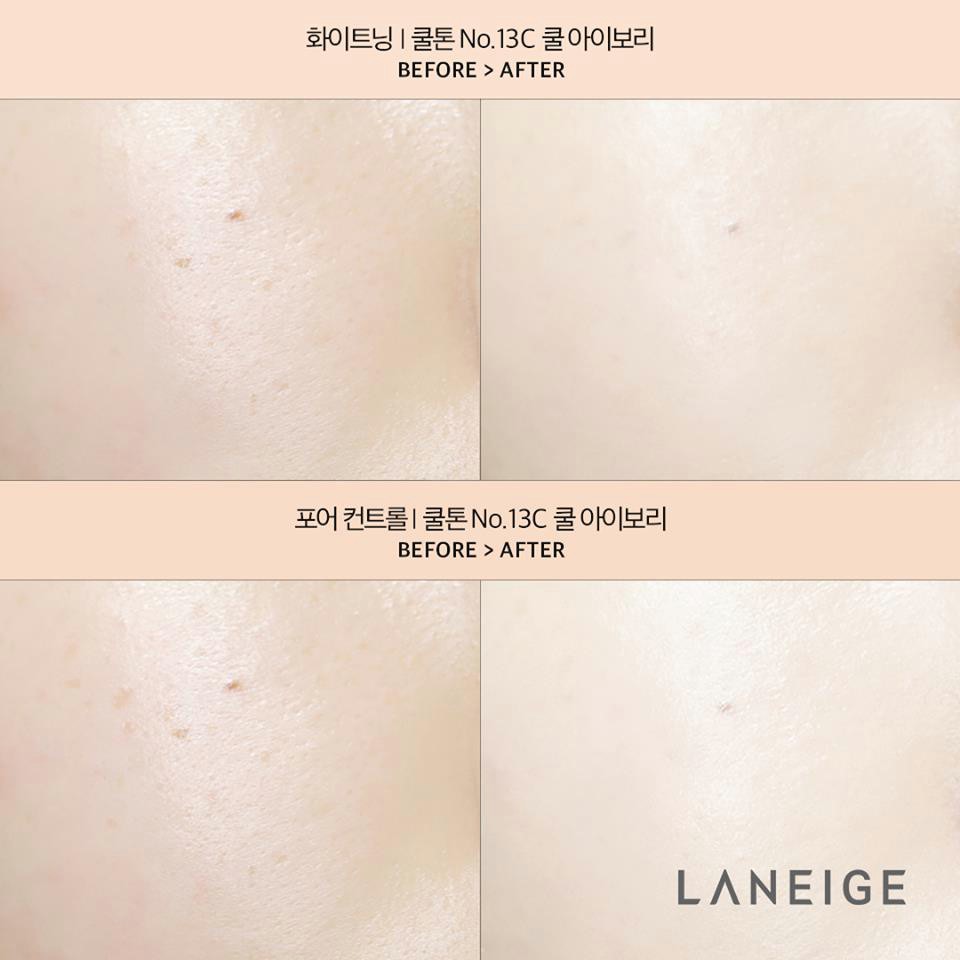 화이트닝 | 쿨톤 No.13C 쿨 아이보리
BEFORE > AFTER
포어 컨트롤 | 쿨톤 No.13C 쿨 아이보리
BEFORE > AFTER
LANEIGE